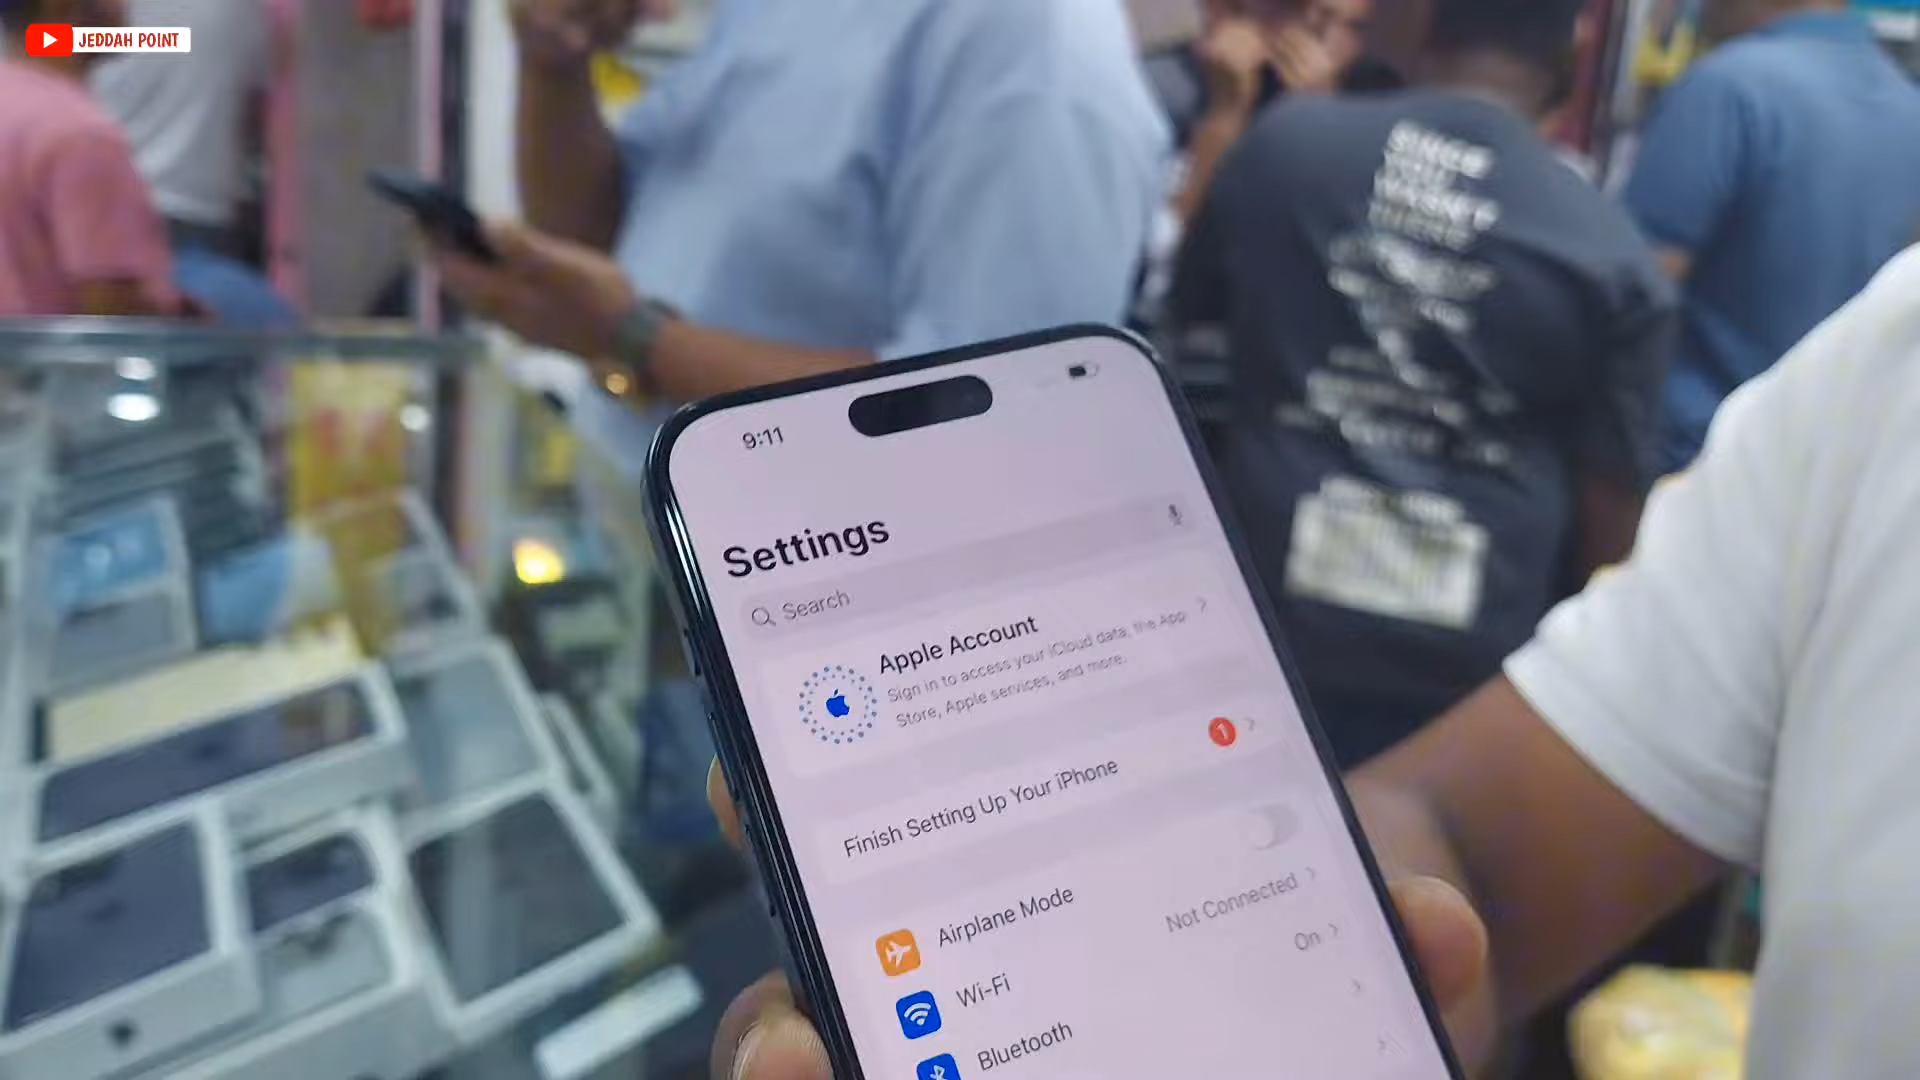 JEDDAH POINT
9:11
Settings
Search
Apple Account
Sign in to access your iCloud data, the App
Store, Apple services, and more.
1
Finish Setting Up Your iPhone
Airplane Mode
Wi-Fi
Not Connected
Bluetooth
On
SINCE